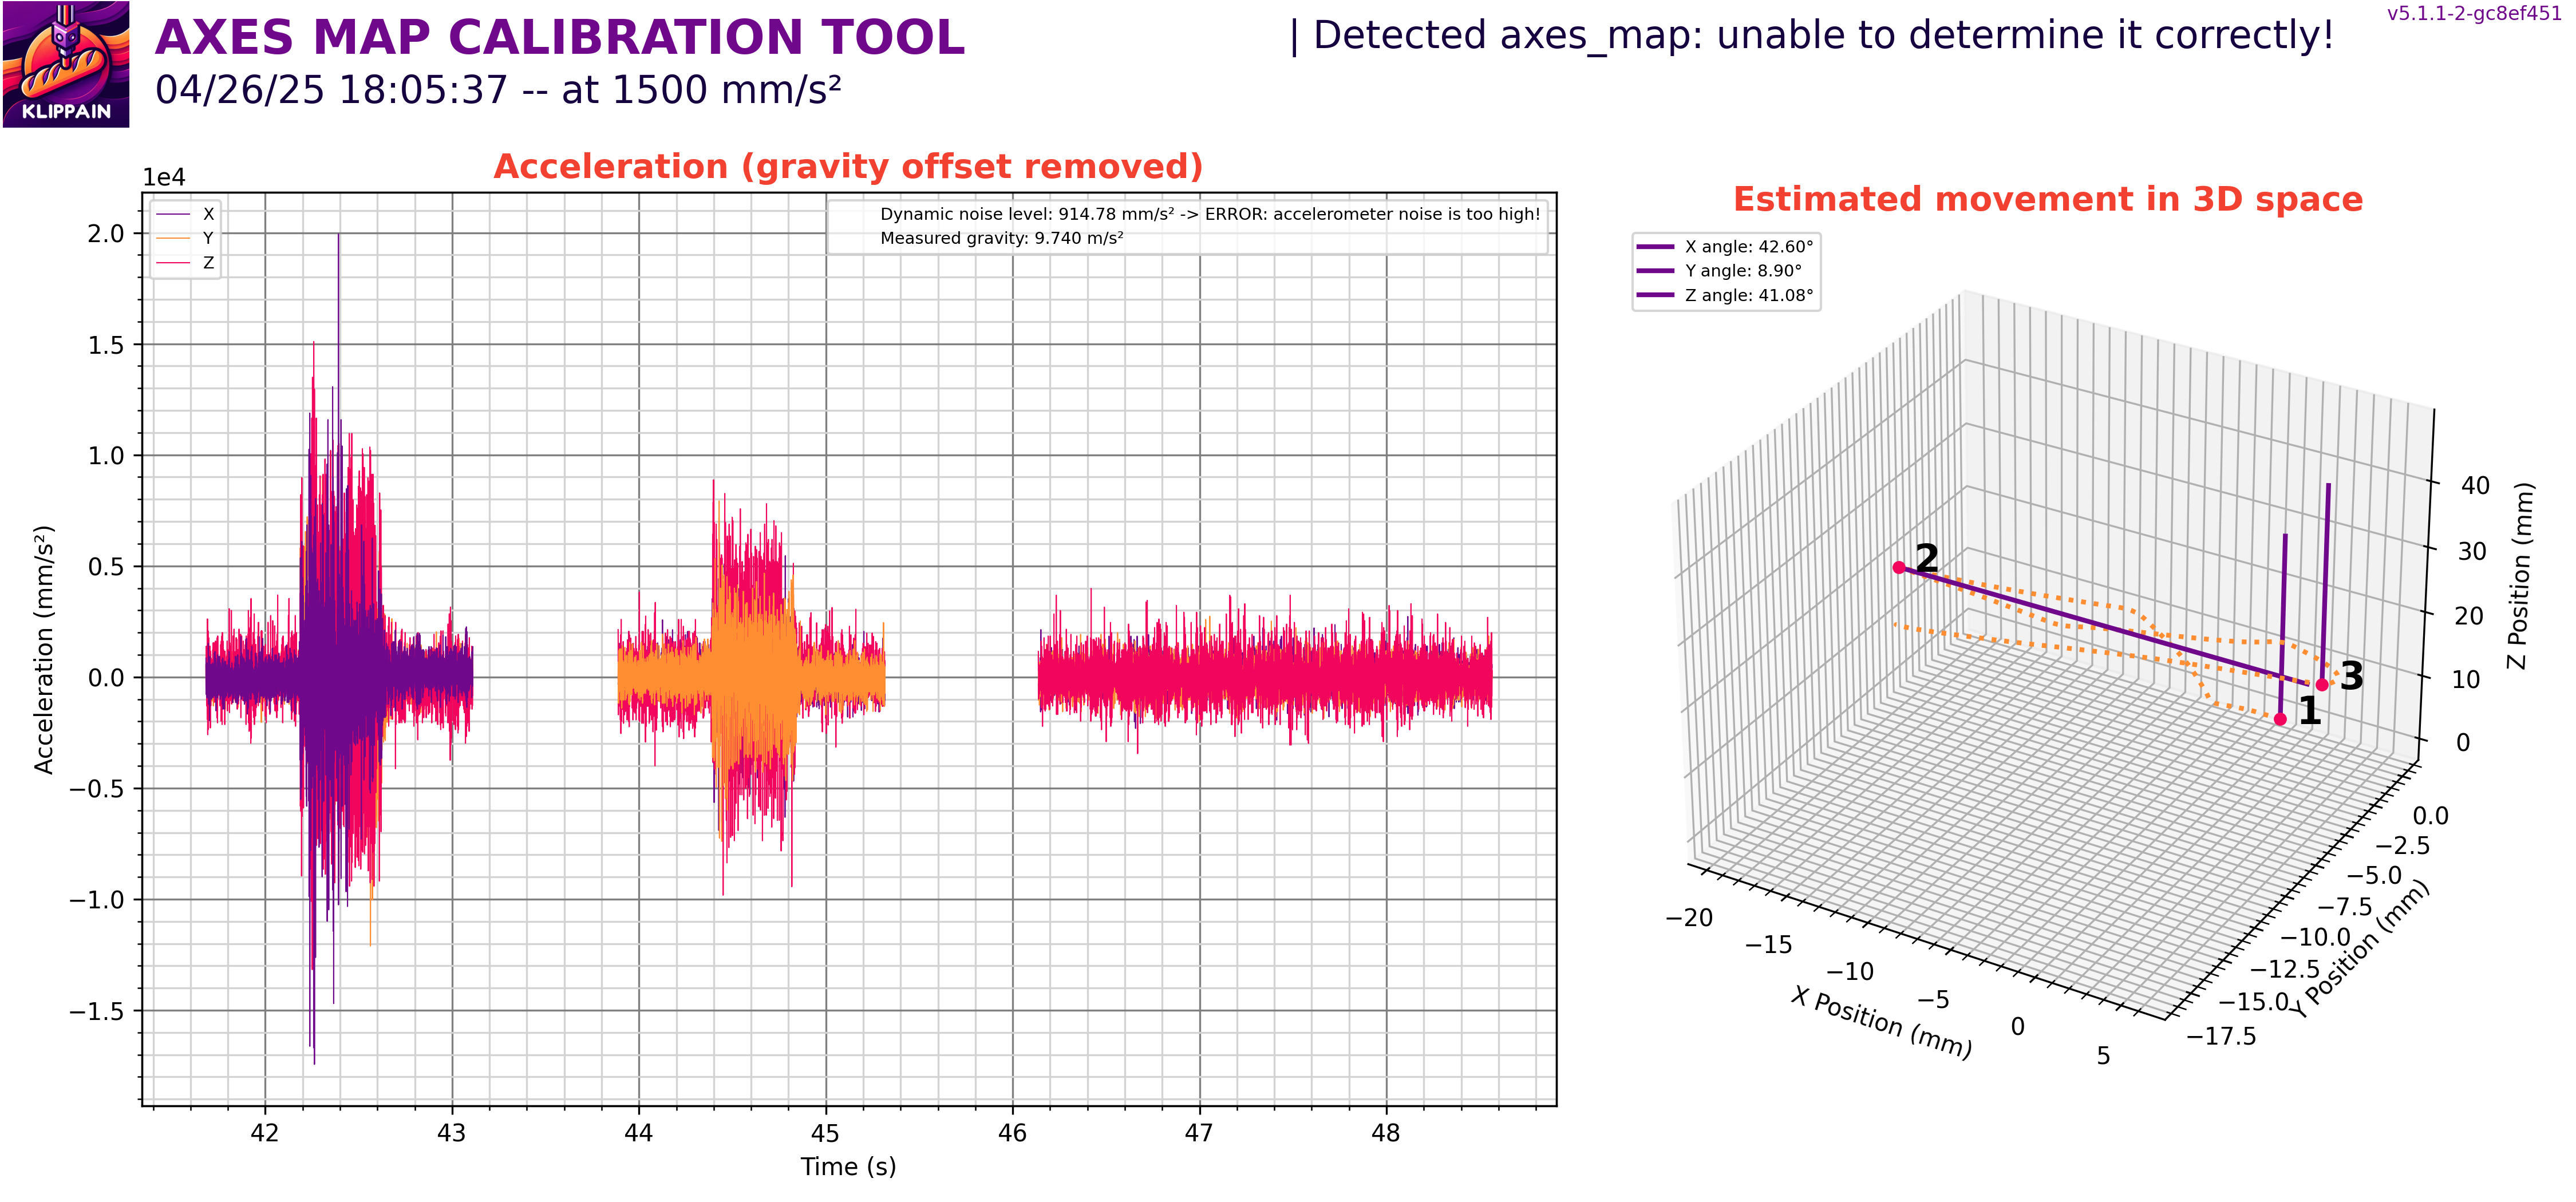 KLIPPAIN
AXES MAP CALIBRATION TOOL
04/26/25 18:05:37 -- at 1500 mm/s²
| Detected axes_map: unable to determine it correctly!
v5.1.1-2-gc8ef451
Acceleration (gravity offset removed)
1e4
X
Y
Z
Dynamic noise level: 914.78 mm/s² -> ERROR: accelerometer noise is too high!
Measured gravity: 9.740 m/s²
2.0
1.5
1.0
0.5
0.0
−0.5
−1.0
−1.5
Acceleration (mm/s²)
42
43
44
45
46
47
48
Time (s)
Estimated movement in 3D space
X angle: 42.60°
Y angle: 8.90°
Z angle: 41.08°
2
3
1
40
30
20
10
0
Z Position (mm)
0.0
−2.5
−5.0
−7.5
−10.0
−12.5
−15.0
−17.5
Y Position (mm)
−20
−15
−10
−5
0
5
X Position (mm)